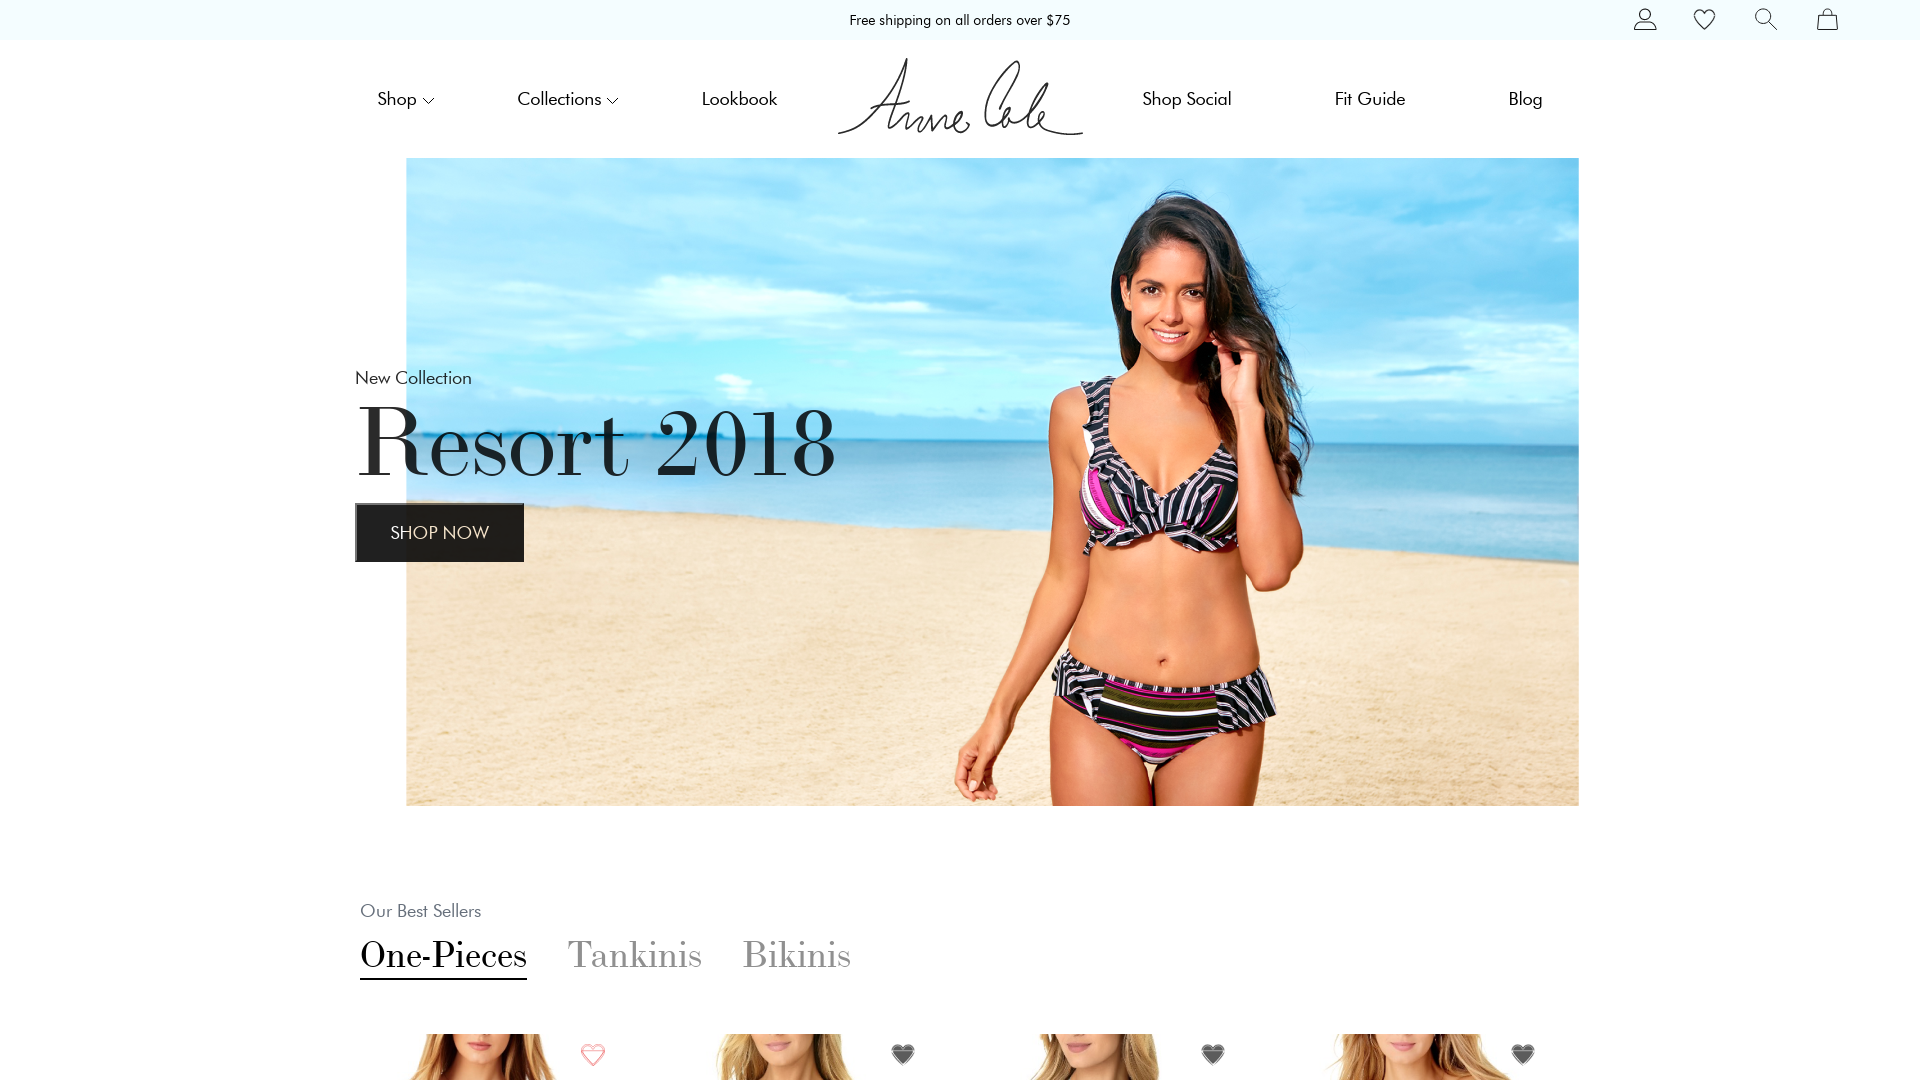 Free shipping on all orders over $75
Shop
Collections
Lookbook
Anne Cole
Shop Social
Fit Guide
Blog
New Collection
Resort 2018
SHOP NOW
Our Best Sellers
One-Pieces
Tankinis
Bikinis